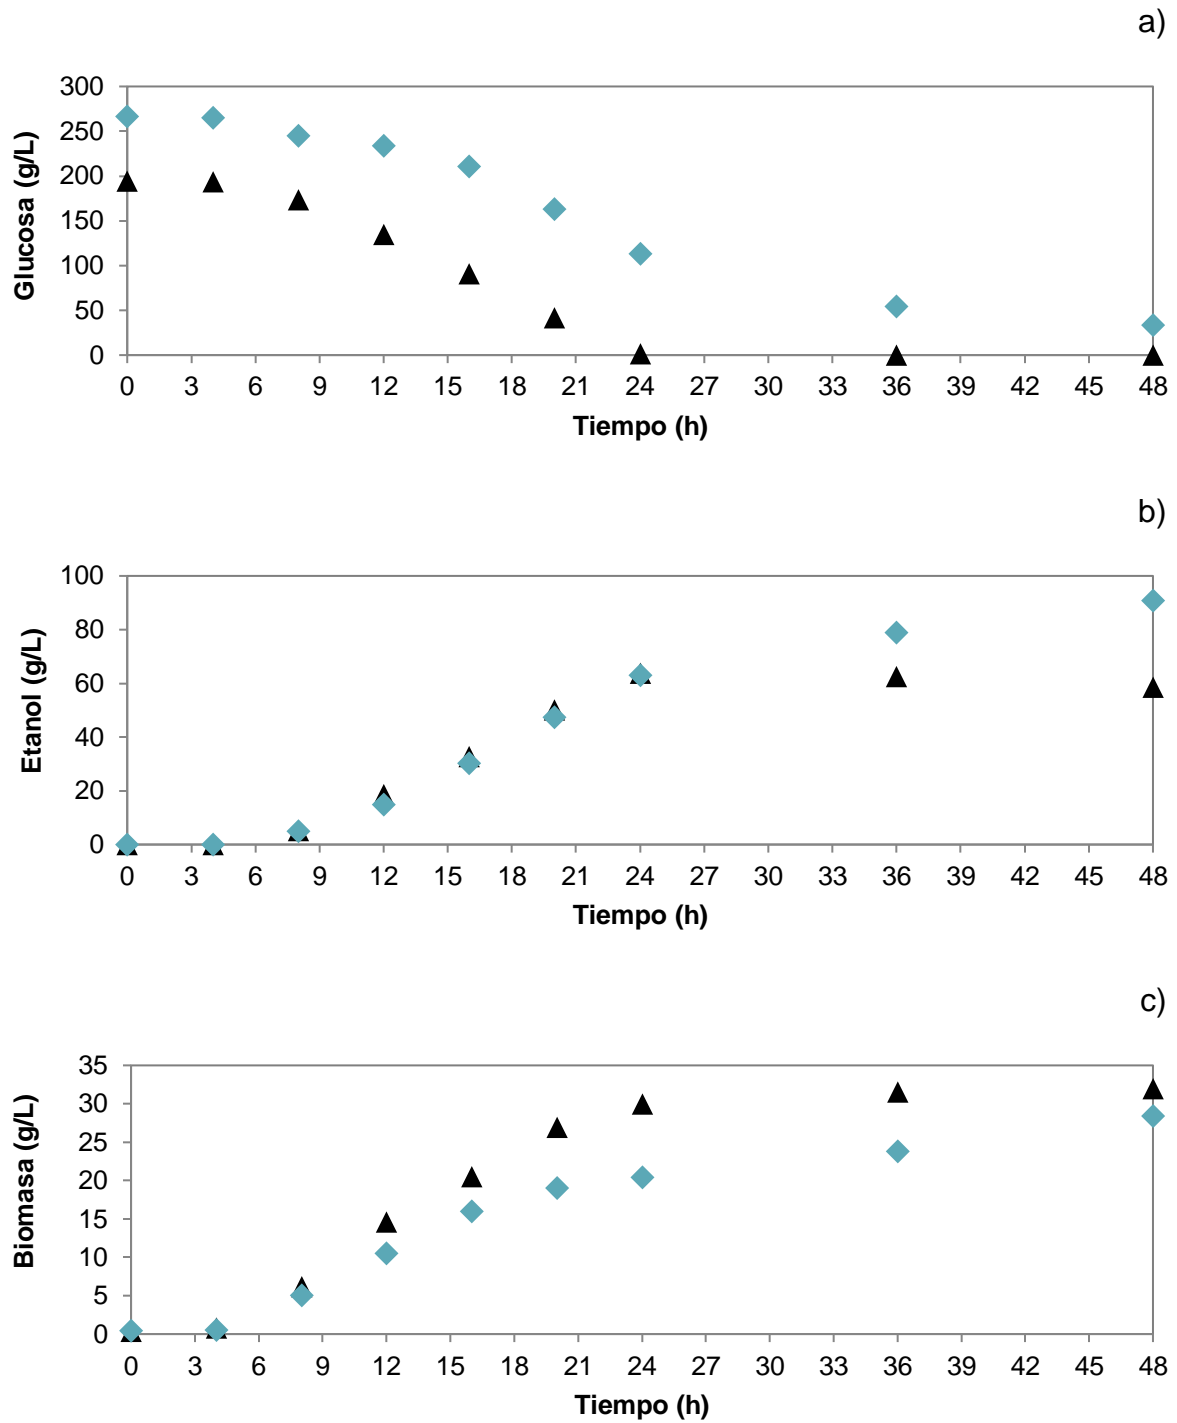 a)
300
250
200
150
100
50
0
Glucosa (g/L)
0 3 6 9 12 15 18 21 24 27 30 33 36 39 42 45 48
Tiempo (h)
b)
100
80
60
40
20
0
Etanol (g/L)
0 3 6 9 12 15 18 21 24 27 30 33 36 39 42 45 48
Tiempo (h)
c)
35
30
25
20
15
10
5
0
Biomasa (g/L)
0 3 6 9 12 15 18 21 24 27 30 33 36 39 42 45 48
Tiempo (h)